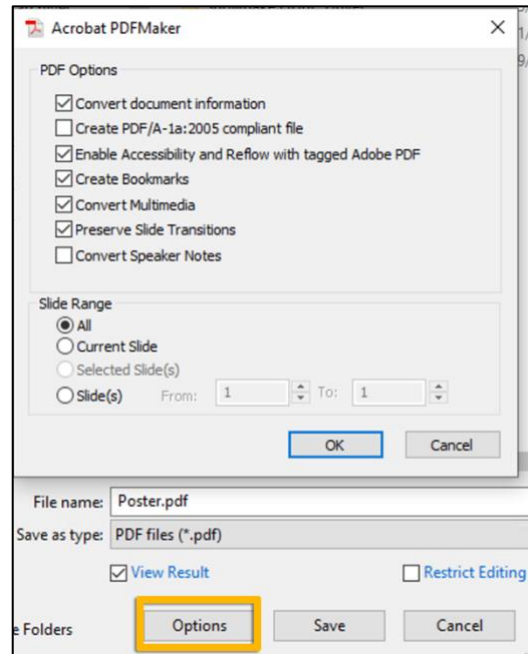 Acrobat PDFMaker
PDF Options
Convert document information
Create PDF/A-1a:2005 compliant file
Enable Accessibility and Reflow with tagged Adobe PDF
Create Bookmarks
Convert Multimedia
Preserve Slide Transitions
Convert Speaker Notes
Slide Range
All
Current Slide
Selected Slide(s)
Slide(s) From: 1 To: 1
OK Cancel
File name: Poster.pdf
Save as type: PDF files (*.pdf)
View Result Restrict Editing
e Folders Options Save Cancel